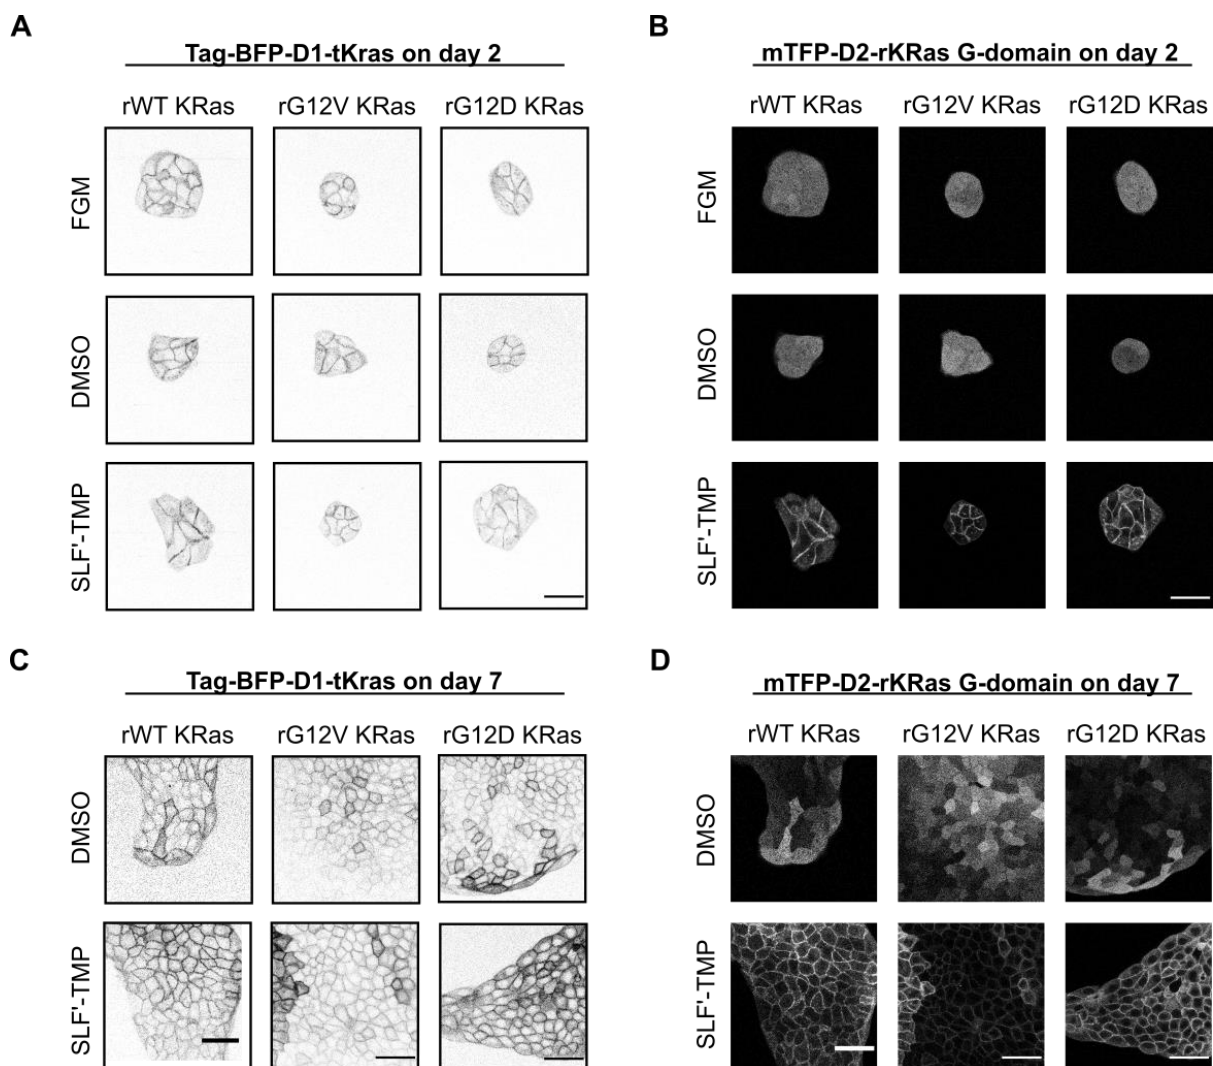 A
Tag-BFP-D1-tKras on day 2
rWT KRas rG12V KRas rG12D KRas
FGM
DMSO
SLF'-TMP
B
mTFP-D2-rKRas G-domain on day 2
rWT KRas rG12V KRas rG12D KRas
FGM
DMSO
SLF'-TMP
C
Tag-BFP-D1-tKras on day 7
rWT KRas rG12V KRas rG12D KRas
DMSO
SLF'-TMP
D
mTFP-D2-rKRas G-domain on day 7
rWT KRas rG12V KRas rG12D KRas
DMSO
SLF'-TMP